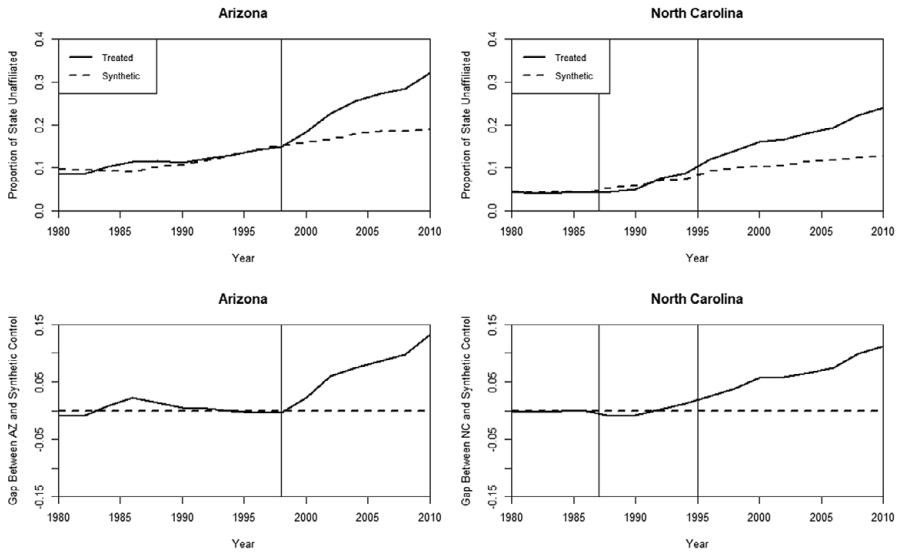 Arizona
Proportion of State Unaffiliated
0.4
0.3
0.2
0.1
0.0
Treated
Synthetic
1980 1985 1990 1995 2000 2005 2010
Year
North Carolina
Proportion of State Unaffiliated
0.4
0.3
0.2
0.1
0.0
Treated
Synthetic
1980 1985 1990 1995 2000 2005 2010
Year
Arizona
Gap Between AZ and Synthetic Control
0.15
0.05
-0.05
-0.15
1980 1985 1990 1995 2000 2005 2010
Year
North Carolina
Gap Between NC and Synthetic Control
0.15
0.05
-0.05
-0.15
1980 1985 1990 1995 2000 2005 2010
Year